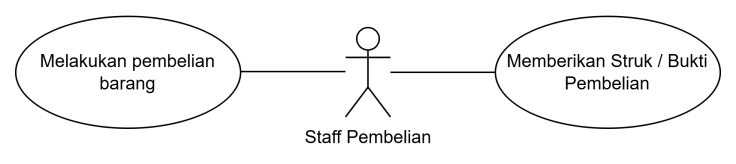 Melakukan pembelian
barang
Memberikan Struk / Bukti
Pembelian
Staff Pembelian